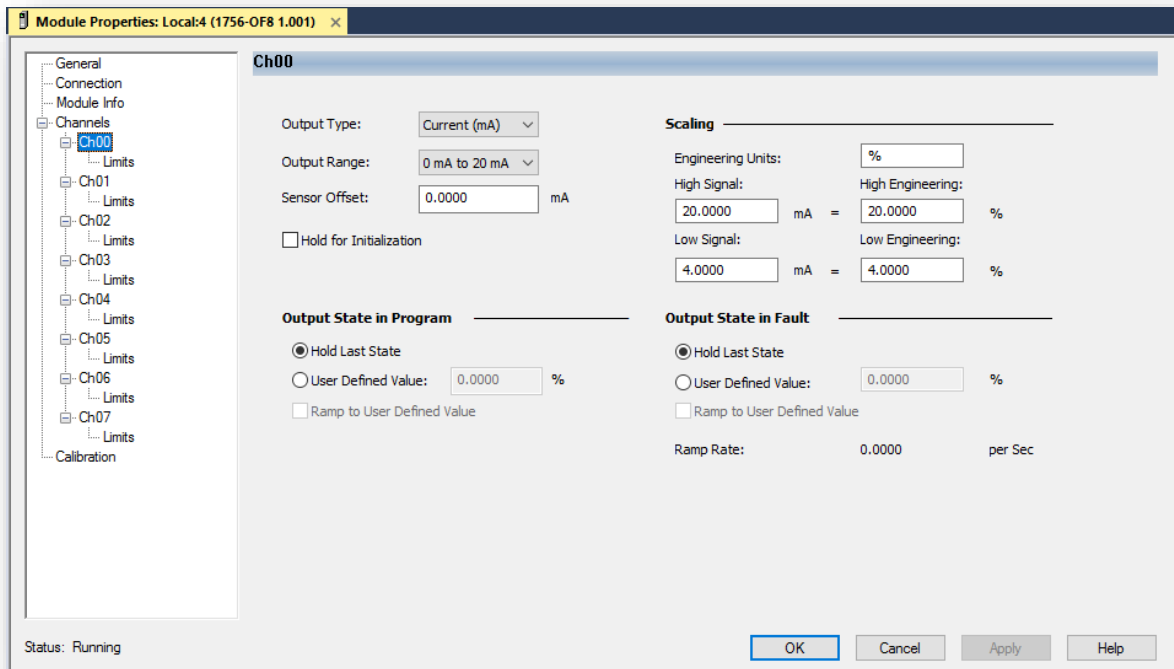 Module Properties: Local:4 (1756-OF8 1.001)
General
Connection
Module Info
Channels
Ch00
Limits
Ch01
Limits
Ch02
Limits
Ch03
Limits
Ch04
Limits
Ch05
Limits
Ch06
Limits
Ch07
Limits
Calibration
Ch00
Output Type: Current (mA)
Output Range: 0 mA to 20 mA
Sensor Offset: 0.0000 mA
Hold for Initialization
Scaling
Engineering Units: %
High Signal: High Engineering:
20.0000 mA = 20.0000 %
Low Signal: Low Engineering:
4.0000 mA = 4.0000 %
Output State in Program
Hold Last State
User Defined Value: 0.0000 %
Ramp to User Defined Value
Output State in Fault
Hold Last State
User Defined Value: 0.0000 %
Ramp to User Defined Value
Ramp Rate: 0.0000 per Sec
Status: Running
OK Cancel Apply Help